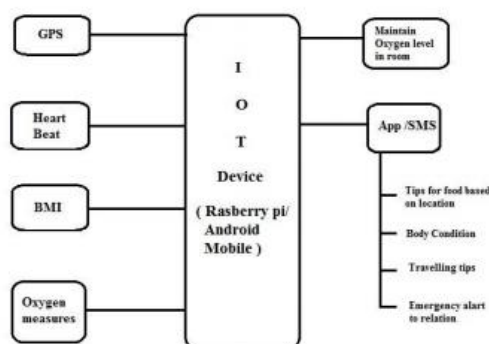 GPS
Heart
Beat
BMI
Oxygen
measures
I
O
T
Device
( Rasberry pi/
Android
Mobile )
Maintain
Oxygen level
in room
App /SMS
Tips for food based
on location
Body Condition
Travelling tips
Emergency alart
to relation